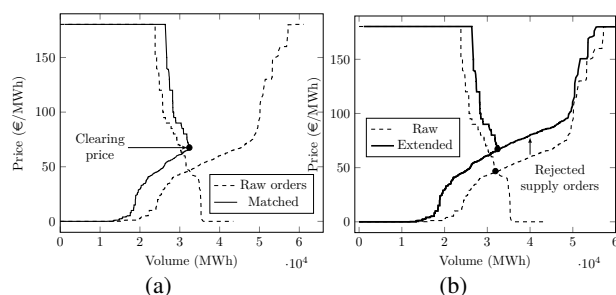 Price (€/MWh)
150
100
50
0
Clearing
price
Raw orders
Matched
0
1
2
3
4
5
6
Volume (MWh)
·10⁴
(a)
Price (€/MWh)
150
100
50
0
Raw
Extended
Rejected
supply orders
0
1
2
3
4
5
6
Volume (MWh)
·10⁴
(b)